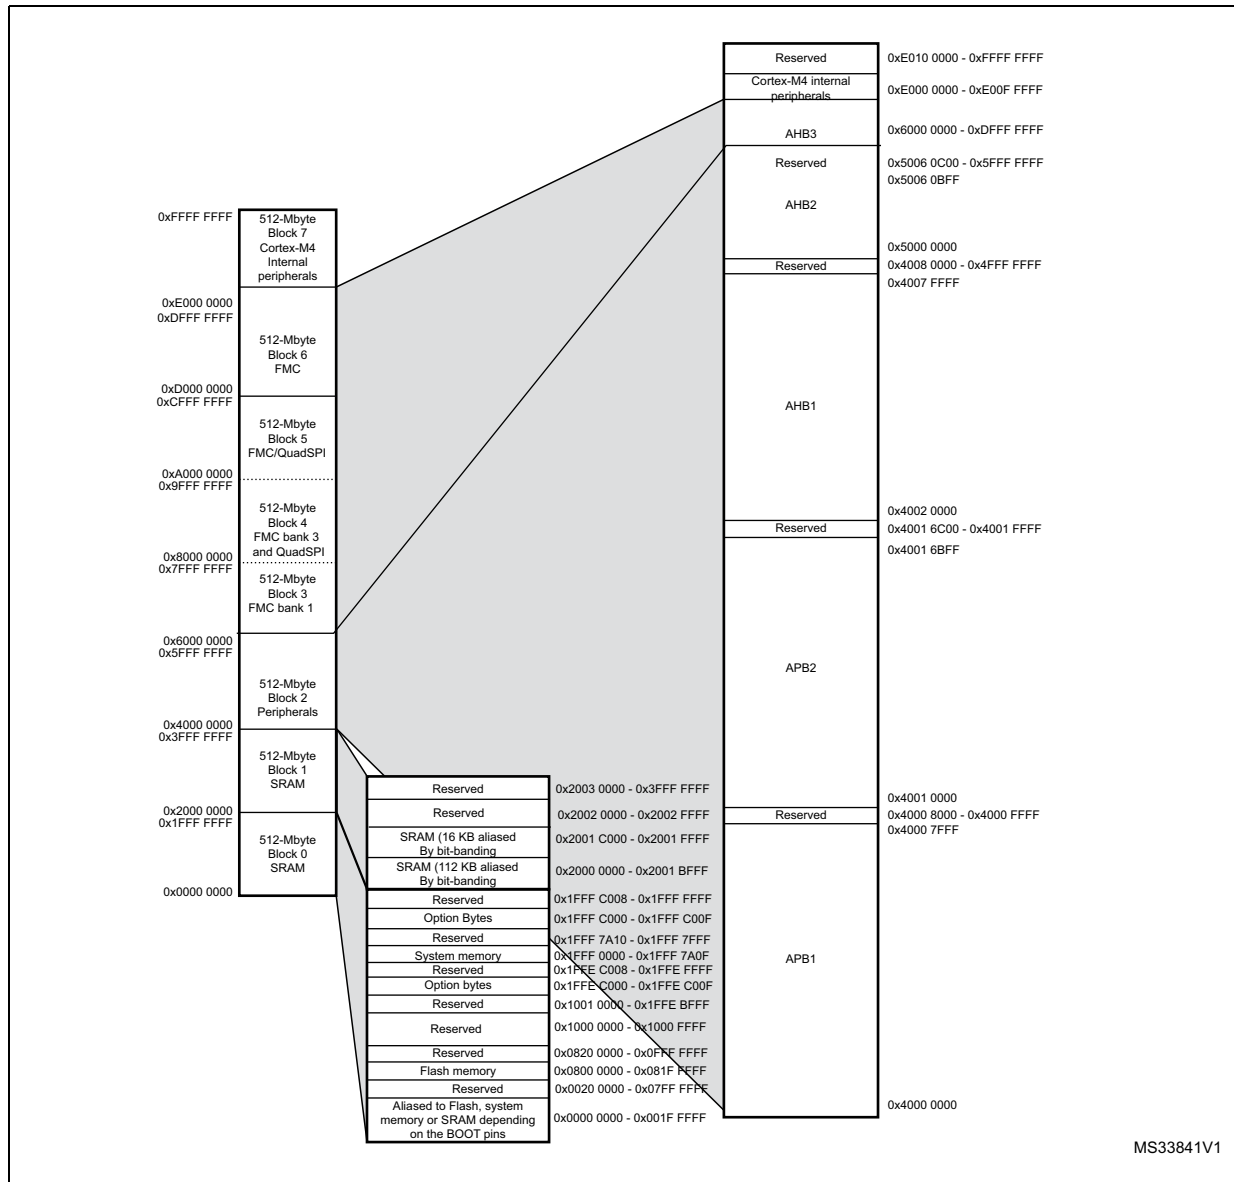 0xFFFF FFFF
512-Mbyte
Block 7
Cortex-M4
Internal
peripherals
0xE000 0000
0xDFFF FFFF
512-Mbyte
Block 6
FMC
0xD000 0000
0xCFFF FFFF
512-Mbyte
Block 5
FMC/QuadSPI
0xA000 0000
0x9FFF FFFF
512-Mbyte
Block 4
FMC bank 3
and QuadSPI
0x8000 0000
0x7FFF FFFF
512-Mbyte
Block 3
FMC bank 1
0x6000 0000
0x5FFF FFFF
512-Mbyte
Block 2
Peripherals
0x4000 0000
0x3FFF FFFF
512-Mbyte
Block 1
SRAM
0x2000 0000
0x1FFF FFFF
512-Mbyte
Block 0
SRAM
0x0000 0000
Reserved 0x2003 0000 - 0x3FFF FFFF
Reserved 0x2002 0000 - 0x2002 FFFF
SRAM (16 KB aliased
By bit-banding
0x2001 C000 - 0x2001 FFFF
SRAM (112 KB aliased
By bit-banding
0x2000 0000 - 0x2001 BFFF
Reserved 0x1FFF C008 - 0x1FFF FFFF
Option Bytes 0x1FFF C000 - 0x1FFF C00F
Reserved 0x1FFF 7A10 - 0x1FFF 7FFF
System memory 0x1FFF 0000 - 0x1FFF 7A0F
Reserved 0x1FFE C008 - 0x1FFE FFFF
Option bytes 0x1FFE C000 - 0x1FFE C00F
Reserved 0x1001 0000 - 0x1FFE BFFF
Reserved 0x1000 0000 - 0x1000 FFFF
Reserved 0x0820 0000 - 0x0FFF FFFF
Flash memory 0x0800 0000 - 0x081F FFFF
Reserved 0x0020 0000 - 0x07FF FFFF
Aliased to Flash, system
memory or SRAM depending
on the BOOT pins
0x0000 0000 - 0x001F FFFF
Reserved 0xE010 0000 - 0xFFFF FFFF
Cortex-M4 internal
peripherals
0xE000 0000 - 0xE00F FFFF
AHB3 0x6000 0000 - 0xDFFF FFFF
Reserved 0x5006 0C00 - 0x5FFF FFFF
0x5006 0BFF
AHB2
0x5000 0000
Reserved 0x4008 0000 - 0x4FFF FFFF
0x4007 FFFF
AHB1
0x4002 0000
Reserved 0x4001 6C00 - 0x4001 FFFF
0x4001 6BFF
APB2
0x4001 0000
Reserved 0x4000 8000 - 0x4000 FFFF
0x4000 7FFF
APB1
0x4000 0000
MS33841V1